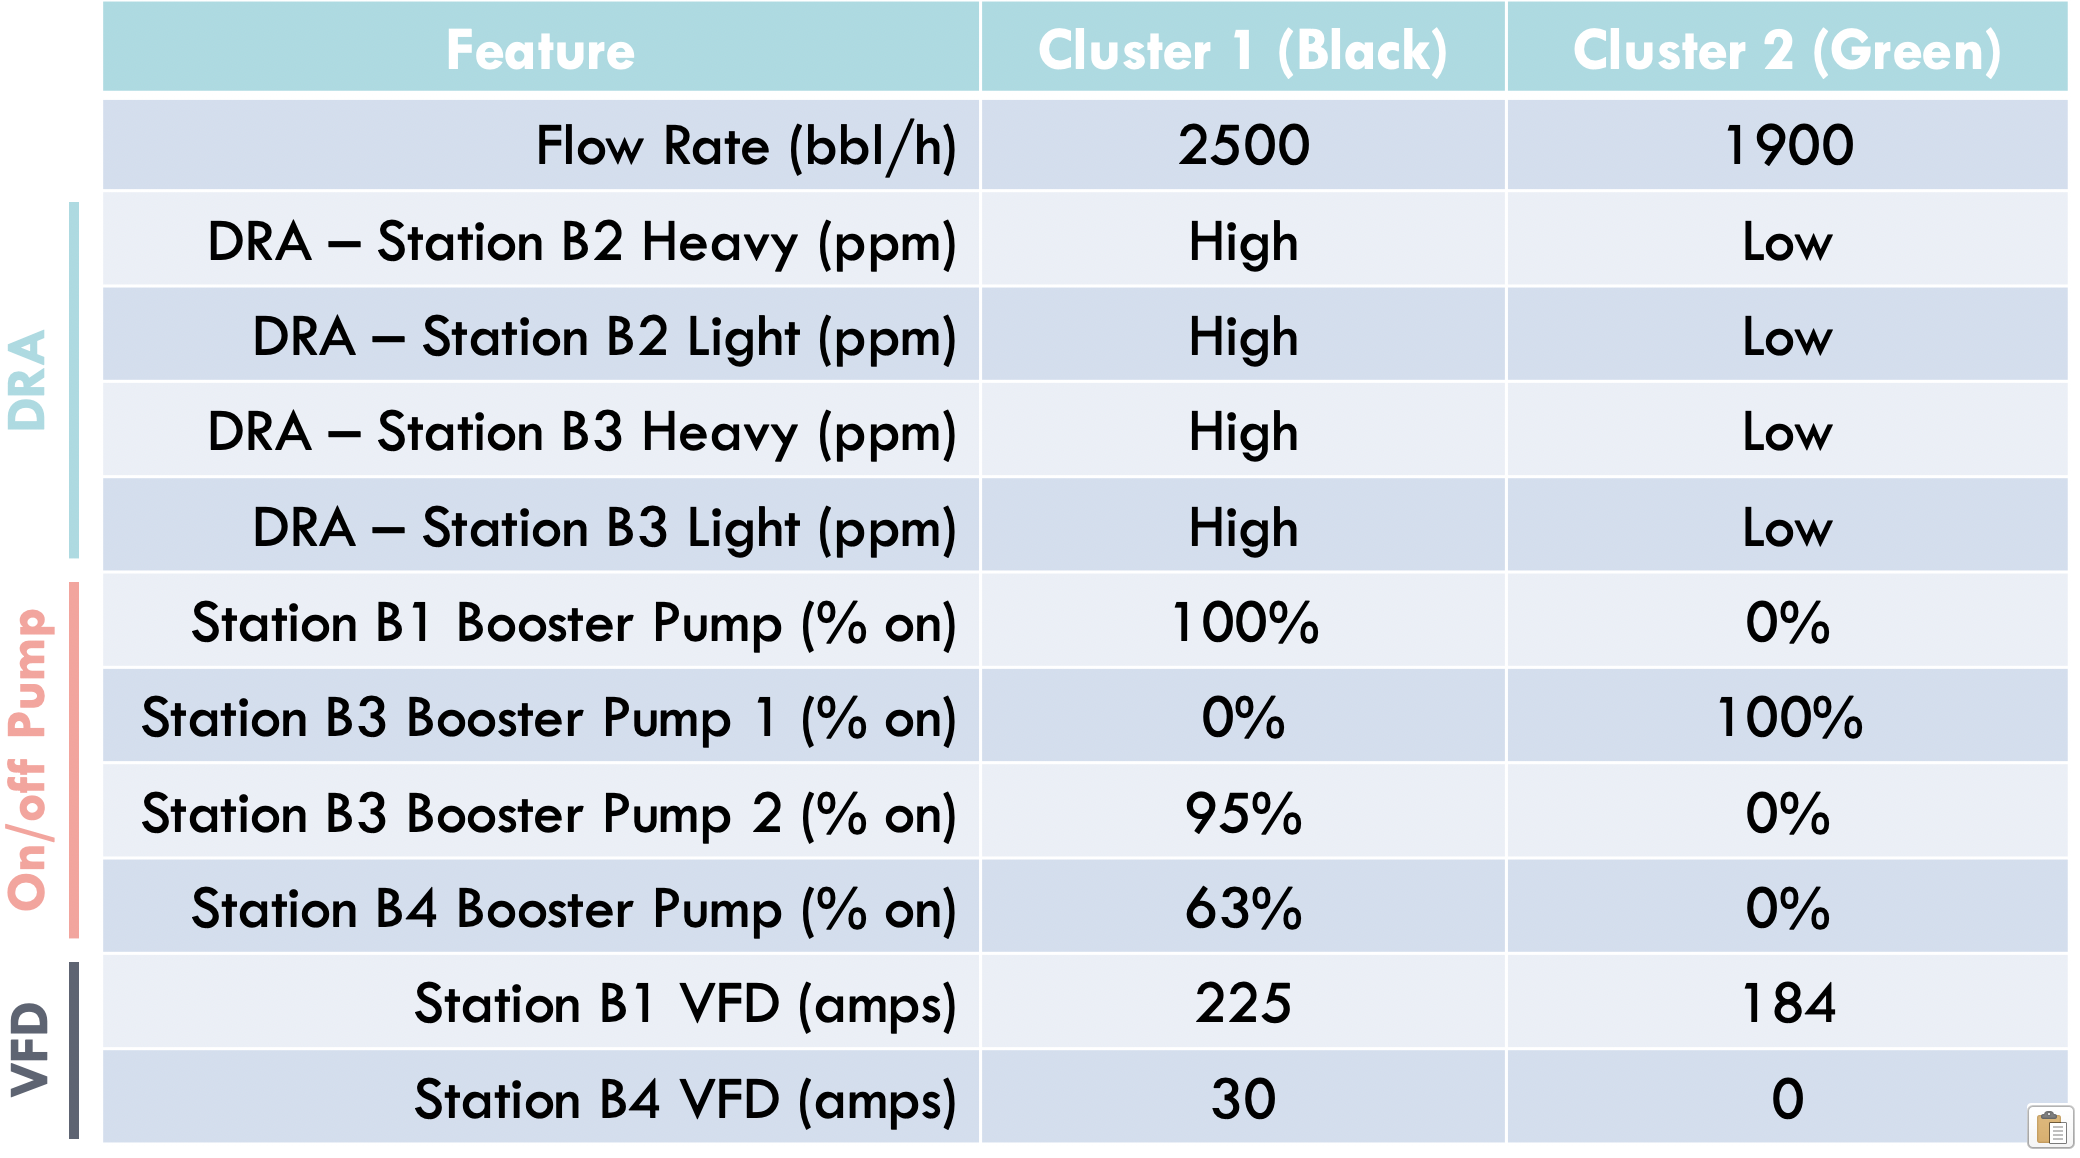 Feature Cluster 1 (Black) Cluster 2 (Green)
Flow Rate (bbl/h) 2500 1900
DRA
DRA – Station B2 Heavy (ppm) High Low
DRA – Station B2 Light (ppm) High Low
DRA – Station B3 Heavy (ppm) High Low
DRA – Station B3 Light (ppm) High Low
On/off Pump
Station B1 Booster Pump (% on) 100% 0%
Station B3 Booster Pump 1 (% on) 0% 100%
Station B3 Booster Pump 2 (% on) 95% 0%
Station B4 Booster Pump (% on) 63% 0%
VFD
Station B1 VFD (amps) 225 184
Station B4 VFD (amps) 30 0